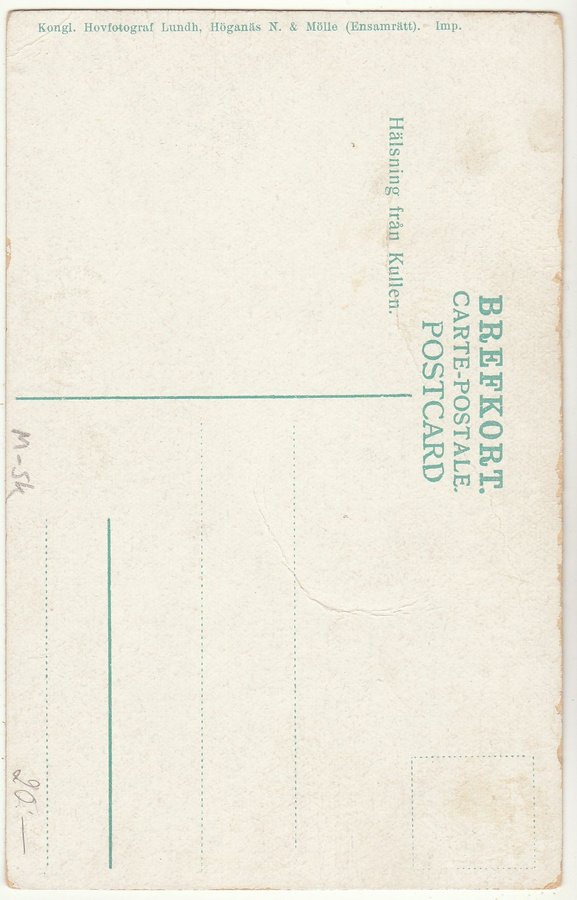 Kongl. Hovfotograf Lundh, Höganäs N. & Mölle (Ensamrätt). Imp.
BREFKORT.
CARTE-POSTALE.
POSTCARD
Hälsning från Kullen.
M-Sk
20:-